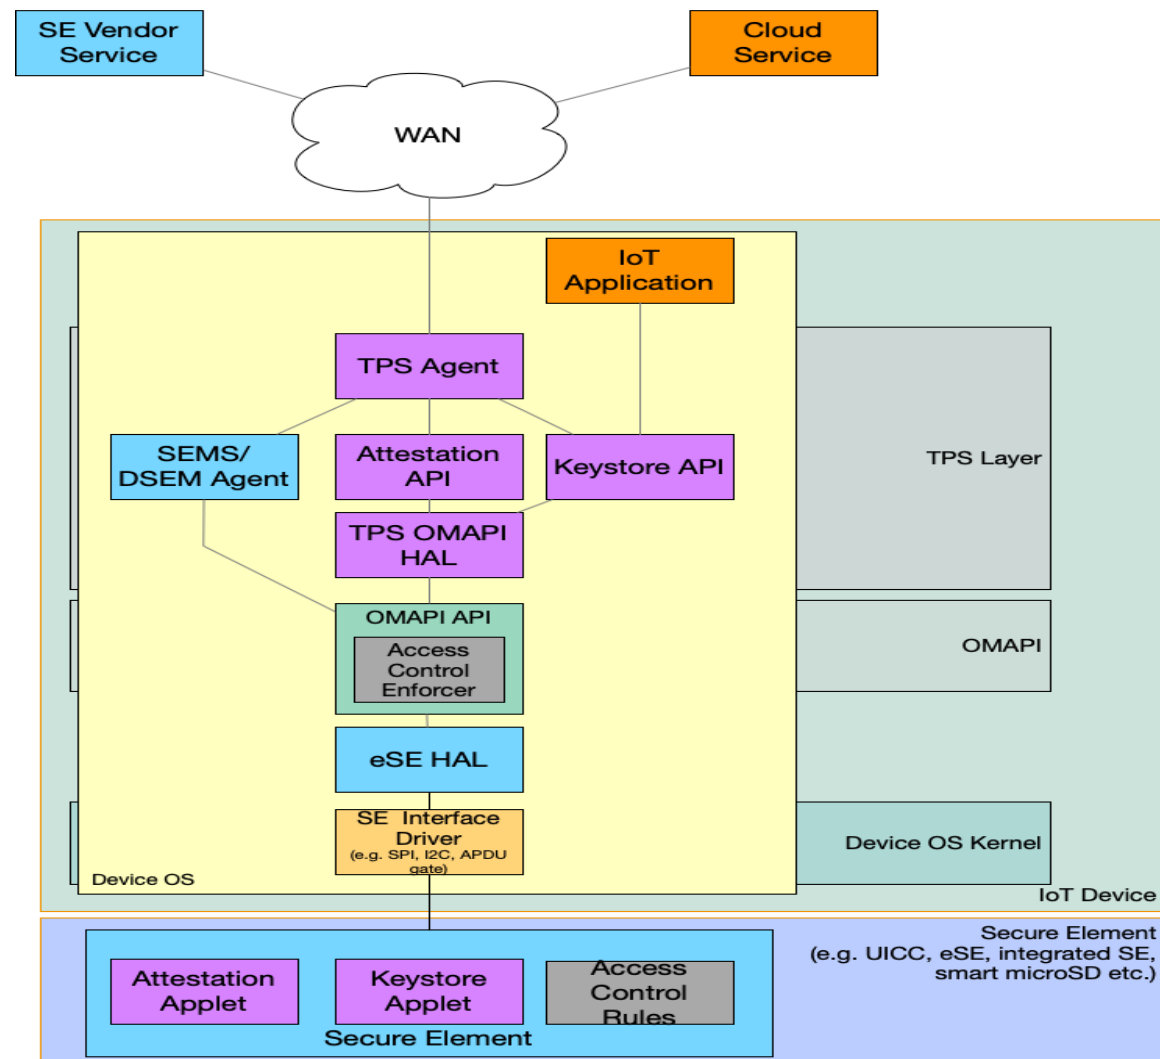 SE Vendor
Service
Cloud
Service
WAN
IoT
Application
TPS Agent
SEMS/
DSEM Agent
Attestation
API
Keystore API
TPS Layer
TPS OMAPI
HAL
OMAPI API
Access
Control
Enforcer
OMAPI
eSE HAL
SE Interface
Driver
(e.g. SPI, I2C, APDU
gate)
Device OS Kernel
Device OS
IoT Device
Secure Element
(e.g. UICC, eSE, integrated SE,
smart microSD etc.)
Attestation
Applet
Keystore
Applet
Access
Control
Rules
Secure Element